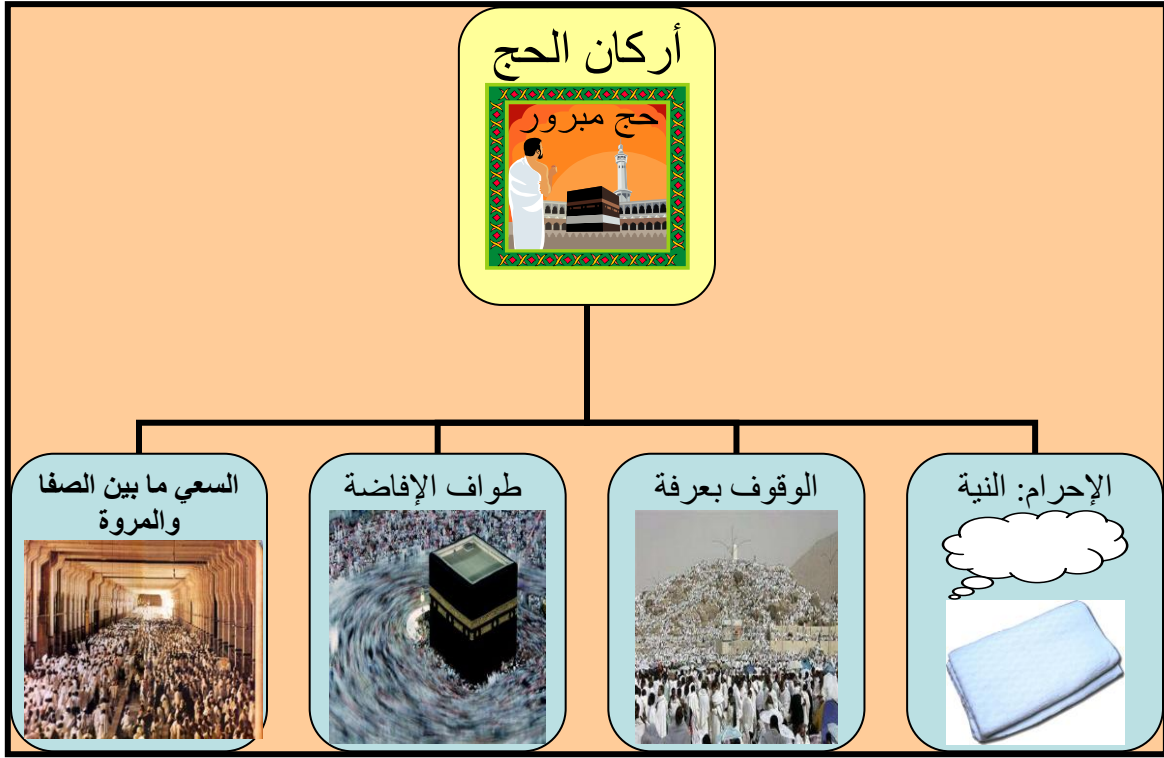 أركان الحج
حج مبرور
الإحرام: النية
الوقوف بعرفة
طواف الإفاضة
السعي ما بين الصفا
والمروة